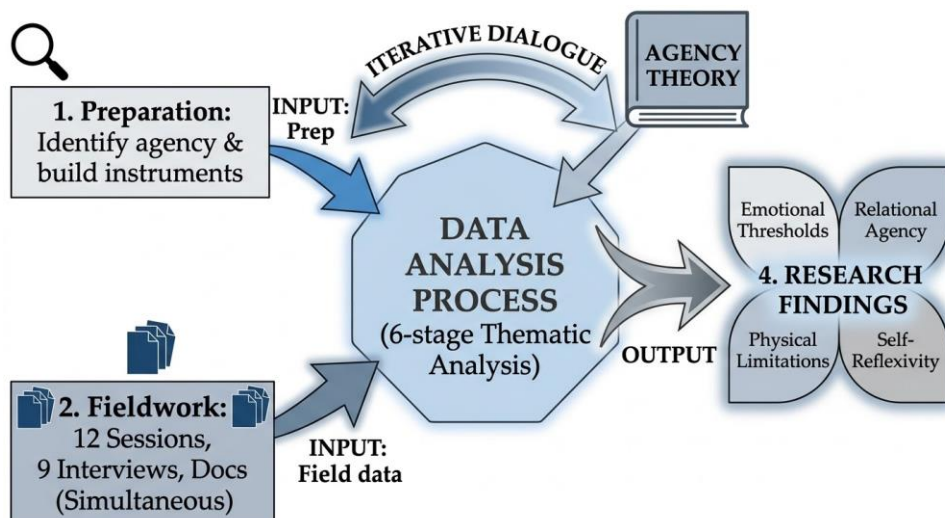 ITERATIVE DIALOGUE
AGENCY
THEORY
1. Preparation:
Identify agency &
build instruments
INPUT:
Prep
DATA
ANALYSIS
PROCESS
(6-stage Thematic
Analysis)
2. Fieldwork:
12 Sessions,
9 Interviews, Docs
(Simultaneous)
INPUT:
Field data
OUTPUT
Emotional
Thresholds
Relational
Agency
4. RESEARCH
FINDINGS
Physical
Limitations
Self-
Reflexivity